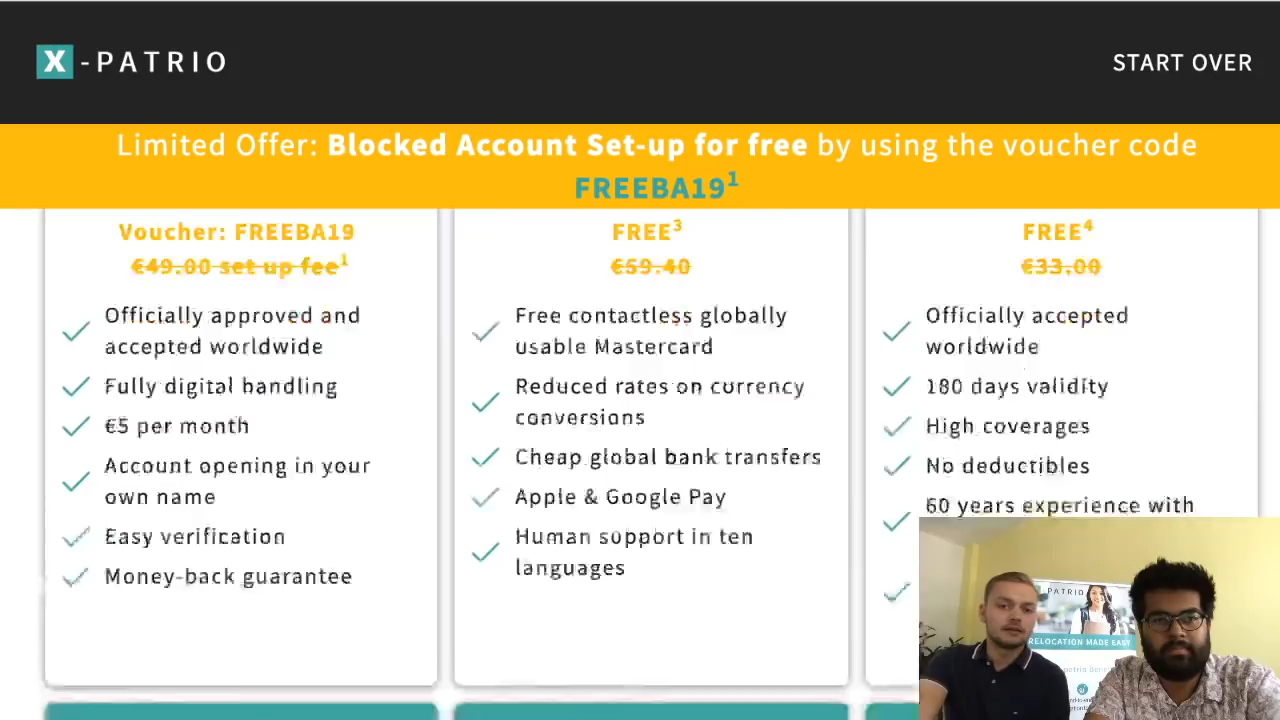 X-PATRIO
START OVER
Limited Offer: Blocked Account Set-up for free by using the voucher code
FREEBA19¹
Voucher: FREEBA19
€49.00 set up fee¹
Officially approved and
accepted worldwide
Fully digital handling
€5 per month
Account opening in your
own name
Easy verification
Money-back guarantee
FREE³
€59.40
Free contactless globally
usable Mastercard
Reduced rates on currency
conversions
Cheap global bank transfers
Apple & Google Pay
Human support in ten
languages
FREE⁴
€33.00
Officially accepted
worldwide
180 days validity
High coverages
No deductibles
60 years experience with
PATRIO
RELOCATION MADE EASY